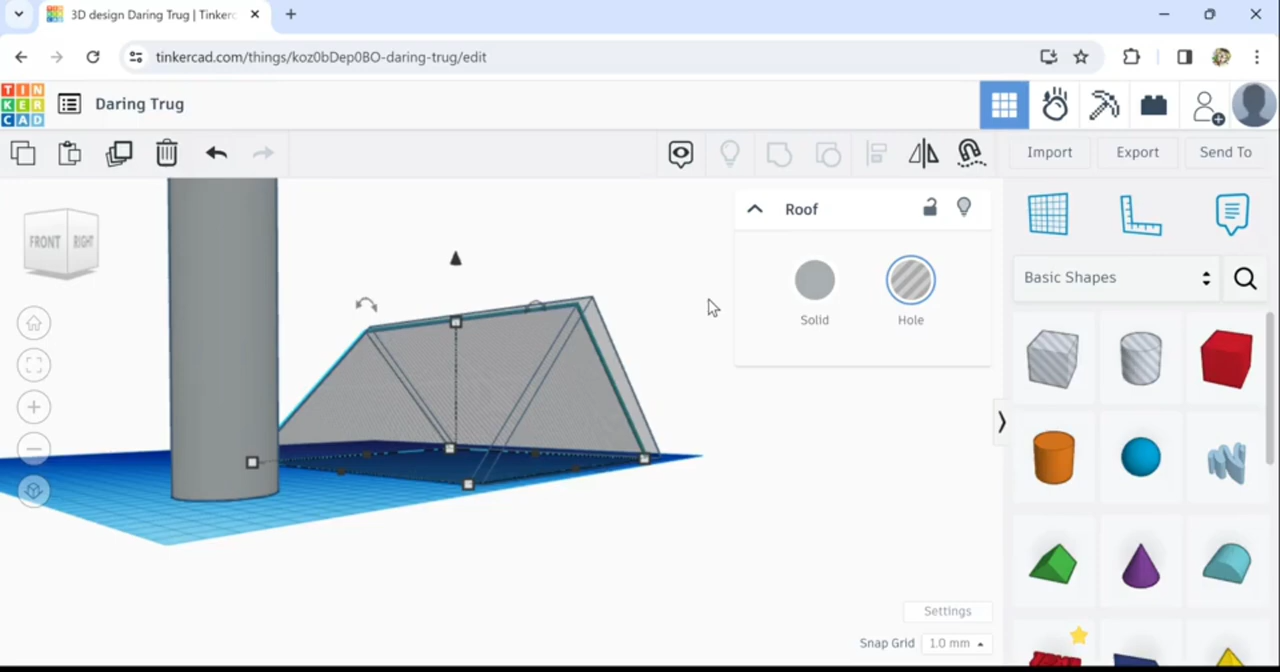 3D design Daring Trug | Tinkerc
tinkercad.com/things/koz0bDep0BO-daring-trug/edit
TIN
KER
CAD
Daring Trug
Import
Export
Send To
FRONT
RIGHT
Roof
Solid
Hole
Basic Shapes
Settings
Snap Grid
1.0 mm